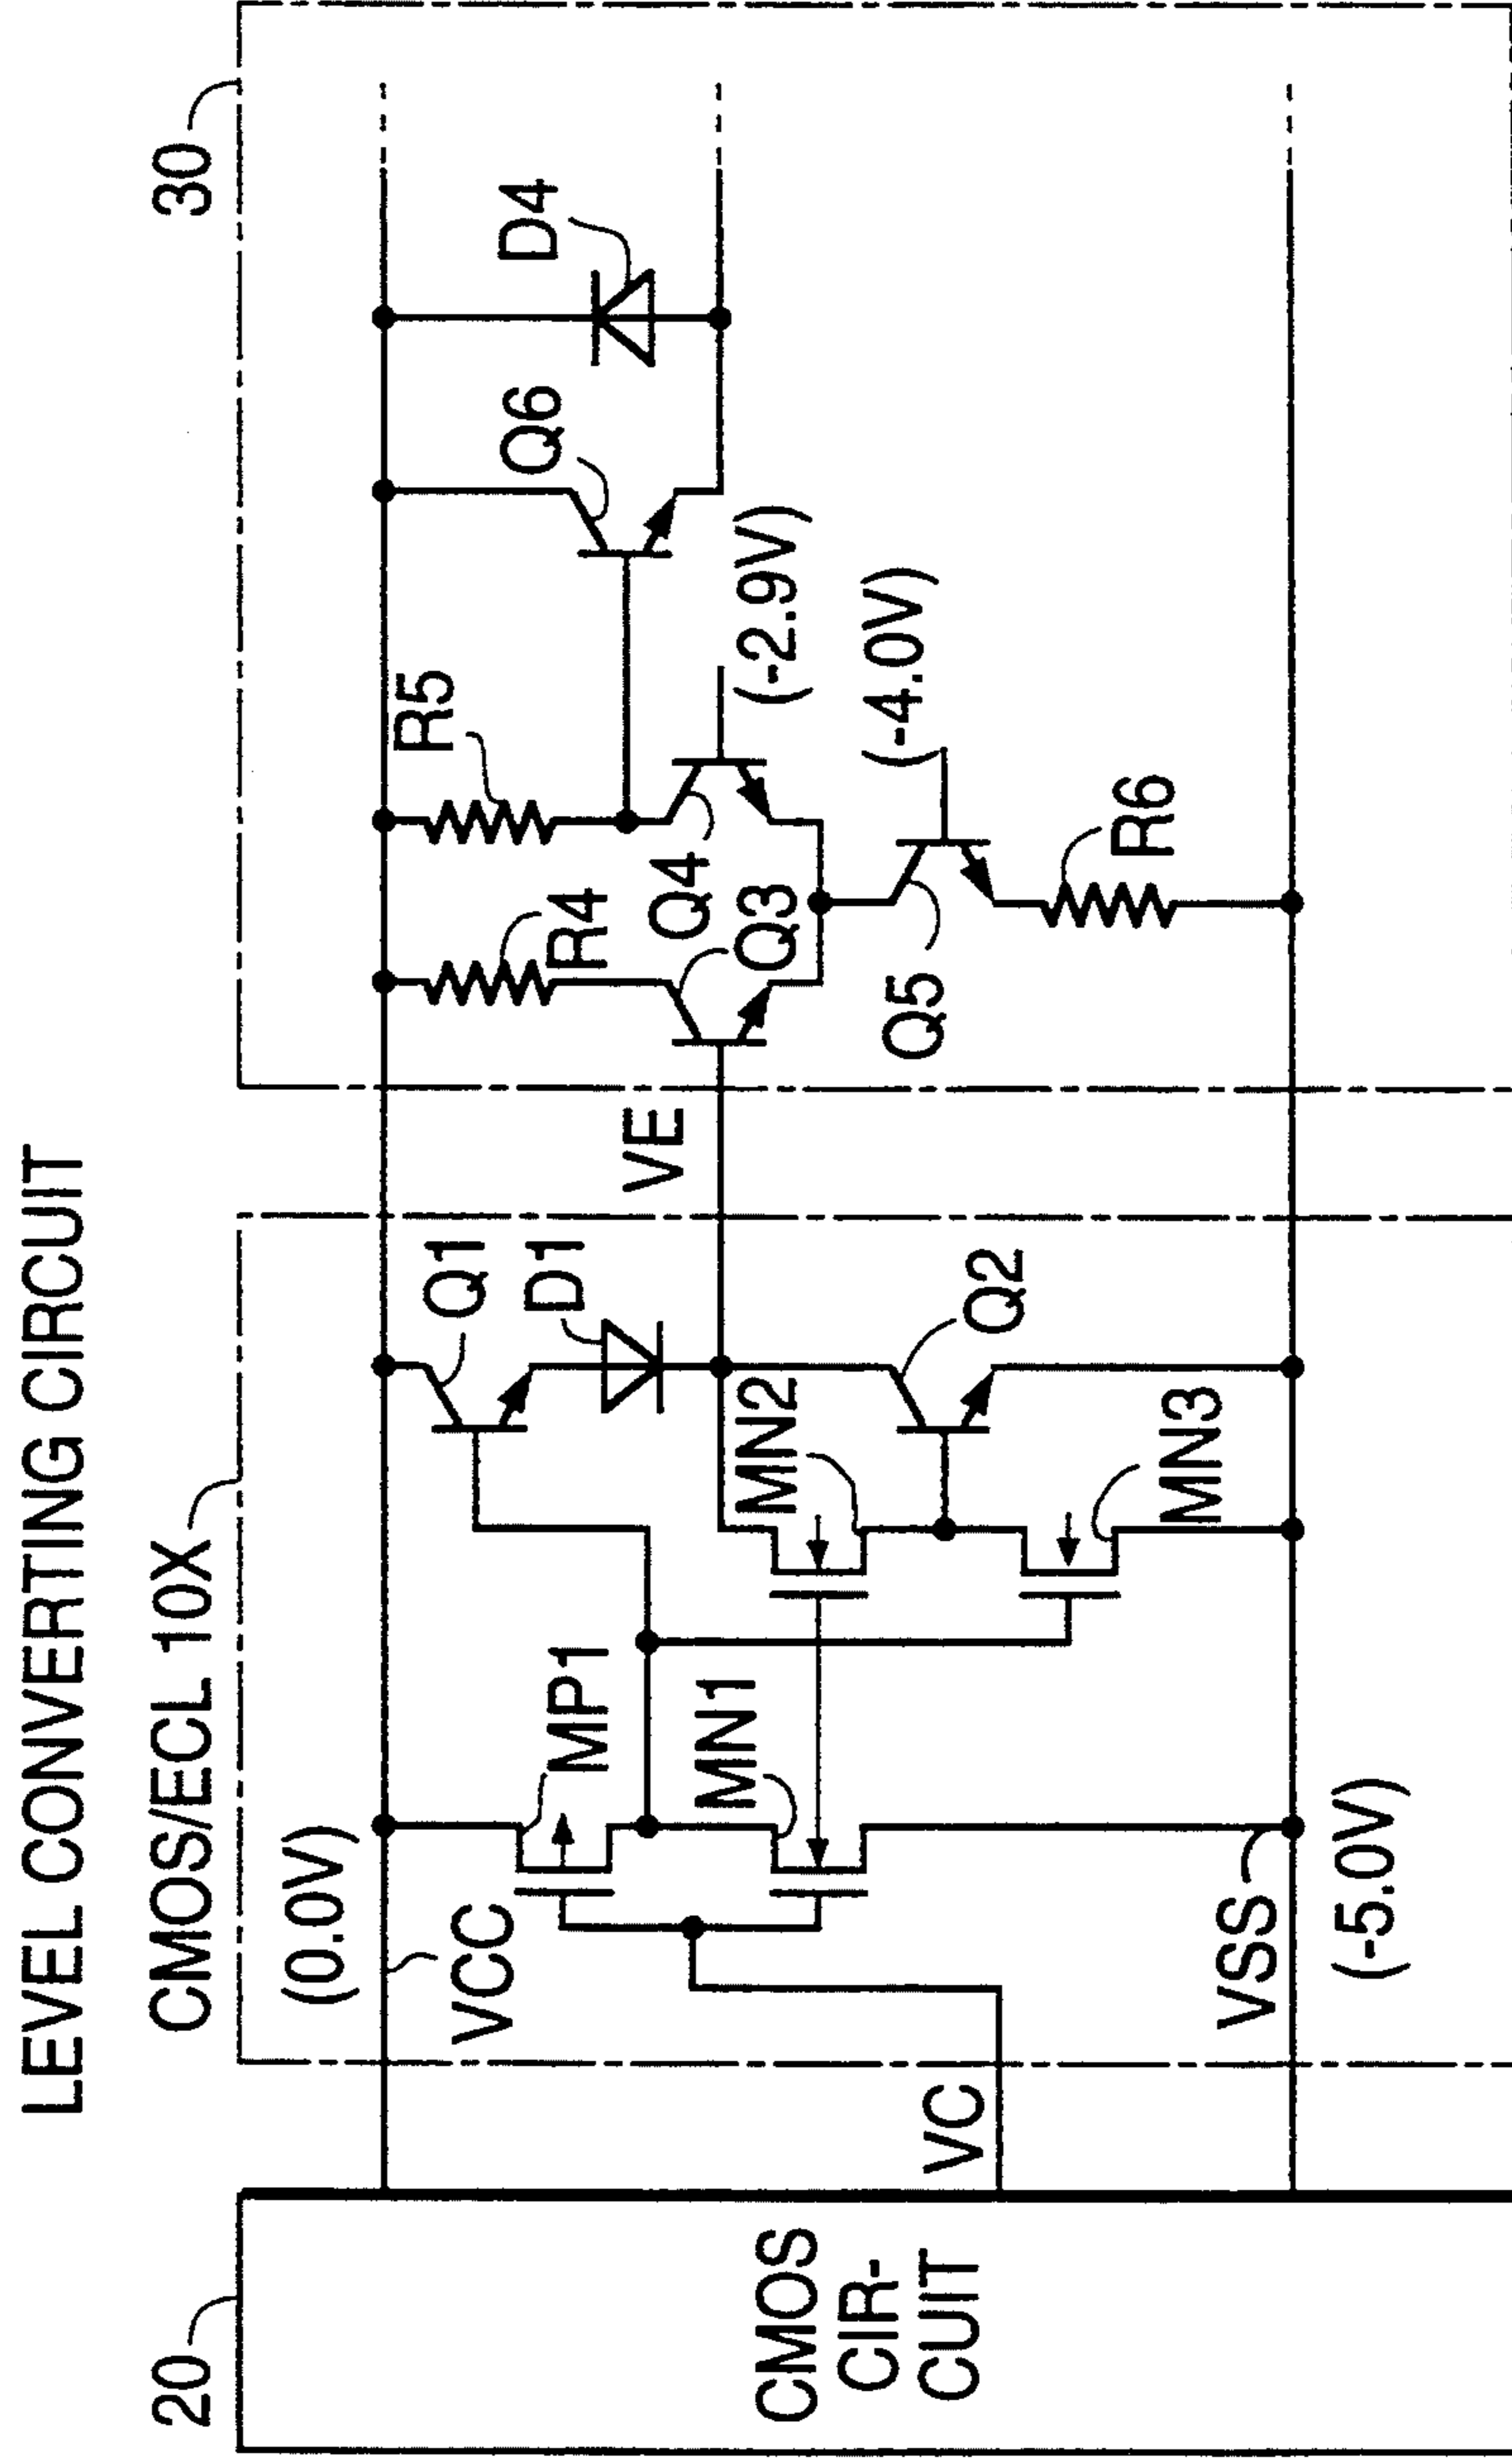 LEVEL CONVERTING CIRCUIT
20
CMOS/ECL 10X
30
(0.0V)
VCC
Q1
R5
D4
Q6
D1
MP1
R4
VE
Q4
MN1
MN2
Q3
(-2.9V)
CMOS
CIR-
CUIT
VC
Q2
Q5
(-4.0V)
MN3
R6
VSS
(-5.0V)